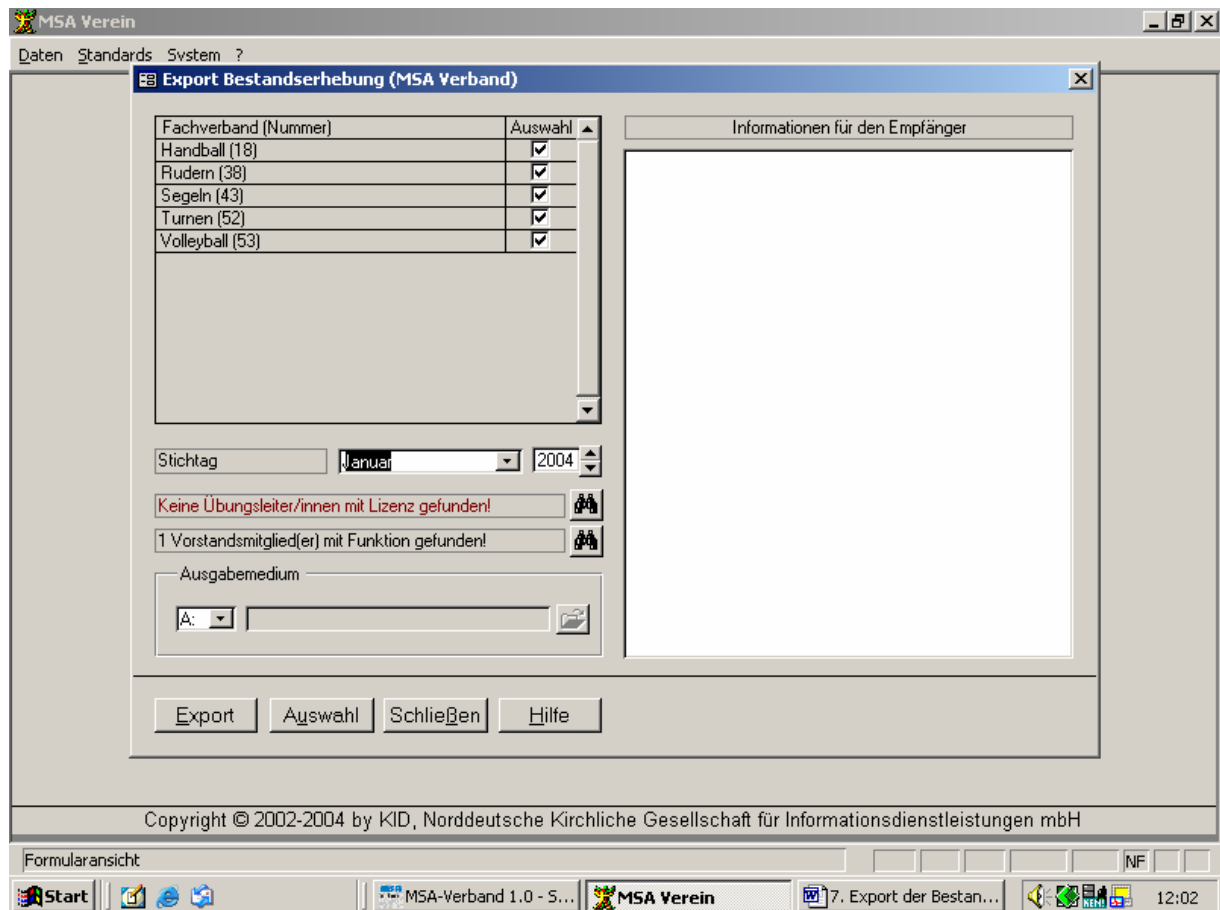 MSA Verein
Daten Standards System ?
Export Bestandserhebung (MSA Verband)
Fachverband (Nummer) Auswahl
Handball (18)
Rudern (38)
Segeln (43)
Turnen (52)
Volleyball (53)
Informationen für den Empfänger
Stichtag Januar 2004
Keine Übungsleiter/innen mit Lizenz gefunden!
1 Vorstandsmitglied(er) mit Funktion gefunden!
Ausgabemedium
A:
Export Auswahl Schließen Hilfe
Copyright © 2002-2004 by KID, Norddeutsche Kirchliche Gesellschaft für Informationsdienstleistungen mbH
Formularansicht NF
Start MSA-Verband 1.0 - S... MSA Verein 7. Export der Bestan... 12:02